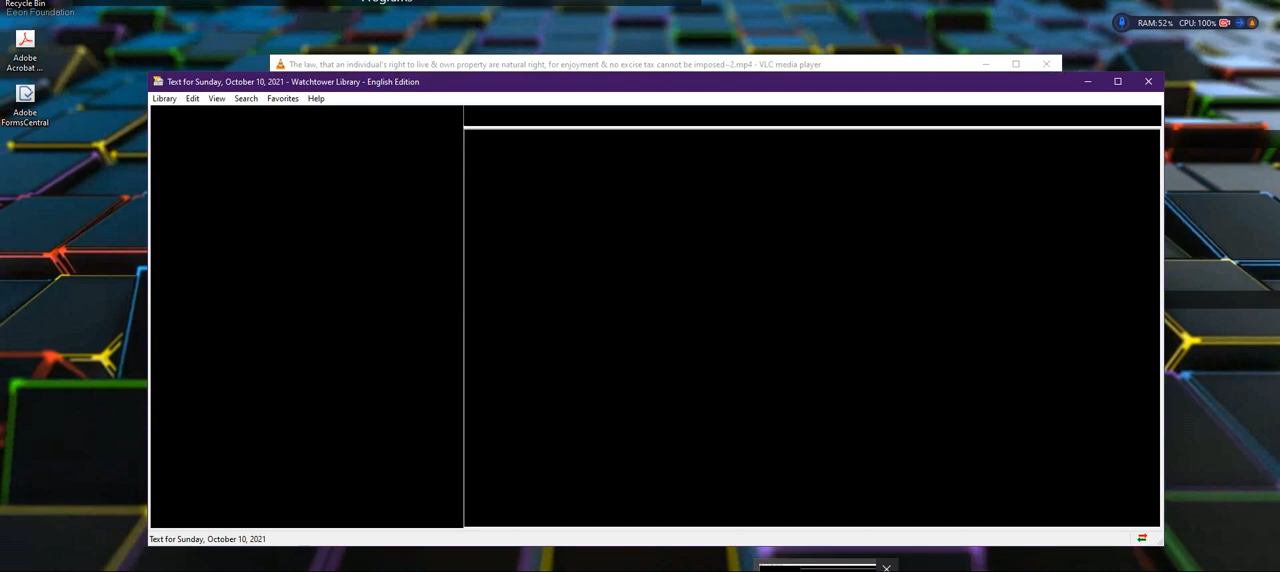 Recycle Bin
Eeon Foundation
Adobe
Acrobat ...
Adobe
FormsCentral
Programs
RAM:52% CPU:100%
The law, that an individual's right to live & own property are natural right, for enjoyment & no excise tax cannot be imposed--2.mp4 - VLC media player
Text for Sunday, October 10, 2021 - Watchtower Library - English Edition
Library Edit View Search Favorites Help
Text for Sunday, October 10, 2021